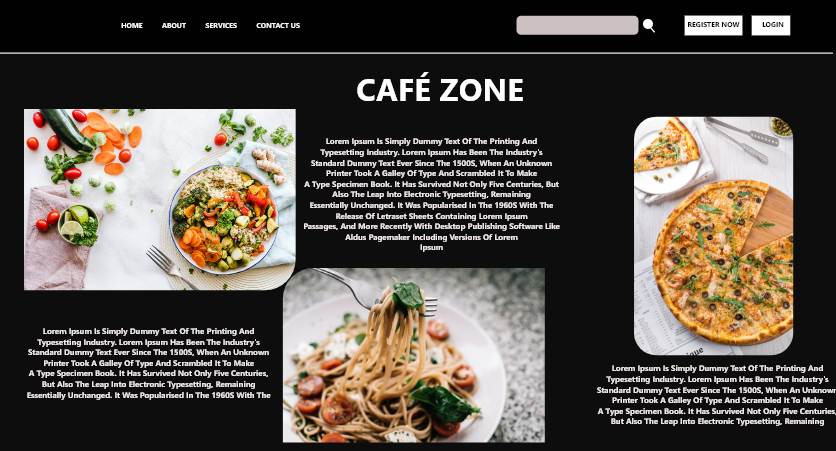 HOME ABOUT SERVICES CONTACT US REGISTER NOW LOGIN
CAFÉ ZONE
Lorem Ipsum Is Simply Dummy Text Of The Printing And
Typesetting Industry. Lorem Ipsum Has Been The Industry's
Standard Dummy Text Ever Since The 1500S, When An Unknown
Printer Took A Galley Of Type And Scrambled It To Make
A Type Specimen Book. It Has Survived Not Only Five Centuries, But
Also The Leap Into Electronic Typesetting, Remaining
Essentially Unchanged. It Was Popularised In The 1960S With The
Release Of Letraset Sheets Containing Lorem Ipsum
Passages, And More Recently With Desktop Publishing Software Like
Aldus Pagemaker Including Versions Of Lorem
Ipsum
Lorem Ipsum Is Simply Dummy Text Of The Printing And
Typesetting Industry. Lorem Ipsum Has Been The Industry's
Standard Dummy Text Ever Since The 1500S, When An Unknown
Printer Took A Galley Of Type And Scrambled It To Make
A Type Specimen Book. It Has Survived Not Only Five Centuries,
But Also The Leap Into Electronic Typesetting, Remaining
Essentially Unchanged. It Was Popularised In The 1960S With The
Lorem Ipsum Is Simply Dummy Text Of The Printing And
Typesetting Industry. Lorem Ipsum Has Been The Industry's
Standard Dummy Text Ever Since The 1500S, When An Unknown
Printer Took A Galley Of Type And Scrambled It To Make
A Type Specimen Book. It Has Survived Not Only Five Centuries,
But Also The Leap Into Electronic Typesetting, Remaining